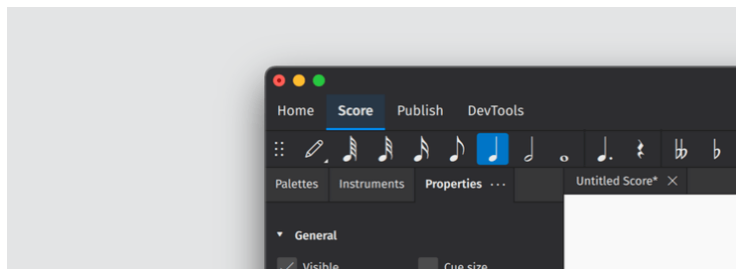 Home Score Publish DevTools
Palettes Instruments Properties ··· Untitled Score*
General
Visible Cue size